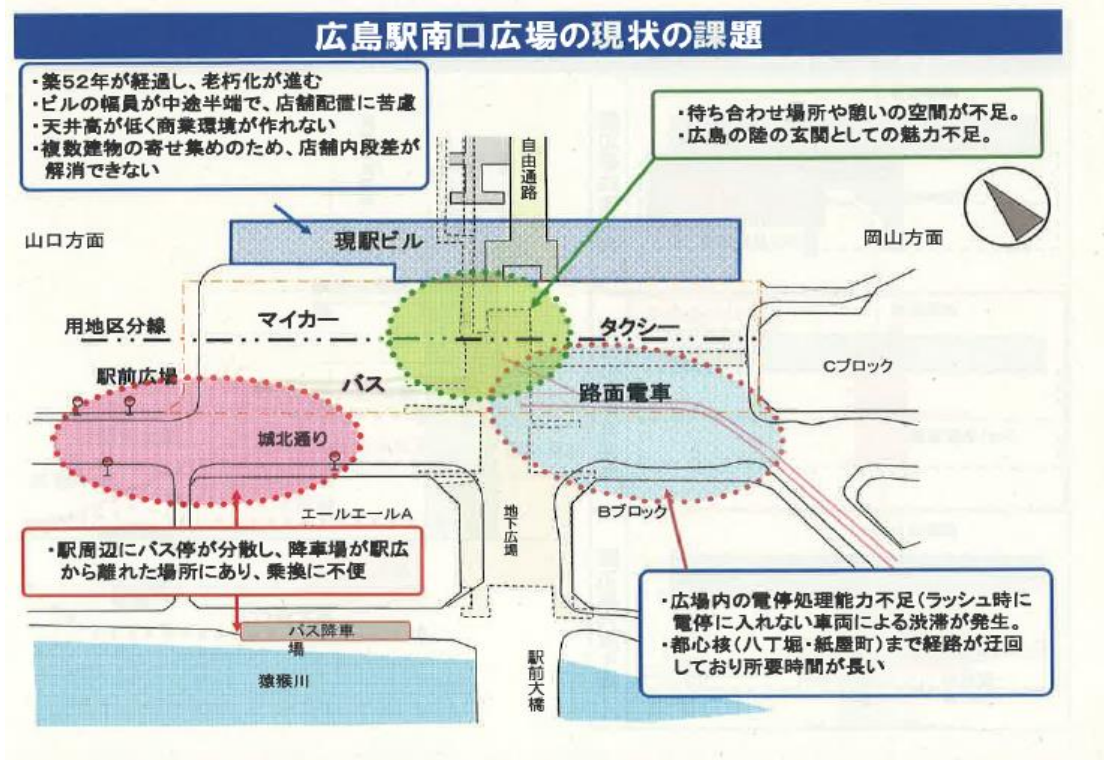 広島駅南口広場の現状の課題
・築52年が経過し、老朽化が進む
・ビルの幅員が中途半端で、店舗配置に苦慮
・天井高が低く商業環境が作れない
・複数建物の寄せ集めのため、店舗内段差が
解消できない
・待ち合わせ場所や憩いの空間が不足。
・広島の陸の玄関としての魅力不足。
自由通路
山口方面
現駅ビル
岡山方面
用地区分線
マイカー
タクシー
駅前広場
バス
路面電車
Cブロック
城北通り
エールエールA
地下広場
Bブロック
・駅周辺にバス停が分散し、降車場が駅広
から離れた場所にあり、乗換に不便
・広場内の電停処理能力不足(ラッシュ時に
電停に入れない車両による渋滞が発生。
・都心核(八丁堀・紙屋町)まで経路が迂回
しており所要時間が長い
バス降車
場
猿猴川
駅前大橋